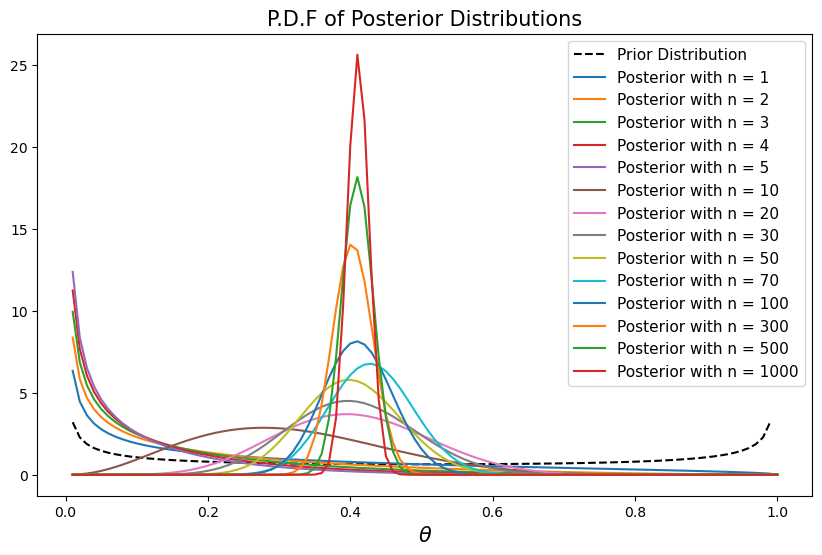 P.D.F of Posterior Distributions
Prior Distribution
Posterior with n = 1
Posterior with n = 2
Posterior with n = 3
Posterior with n = 4
Posterior with n = 5
Posterior with n = 10
Posterior with n = 20
Posterior with n = 30
Posterior with n = 50
Posterior with n = 70
Posterior with n = 100
Posterior with n = 300
Posterior with n = 500
Posterior with n = 1000
25
20
15
10
5
0
0.0 0.2 0.4 0.6 0.8 1.0
θ